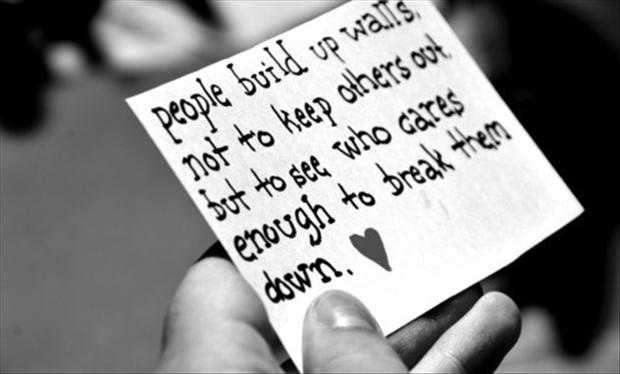 people build up walls,
not to keep others out,
but to see who cares
enough to break them
down.